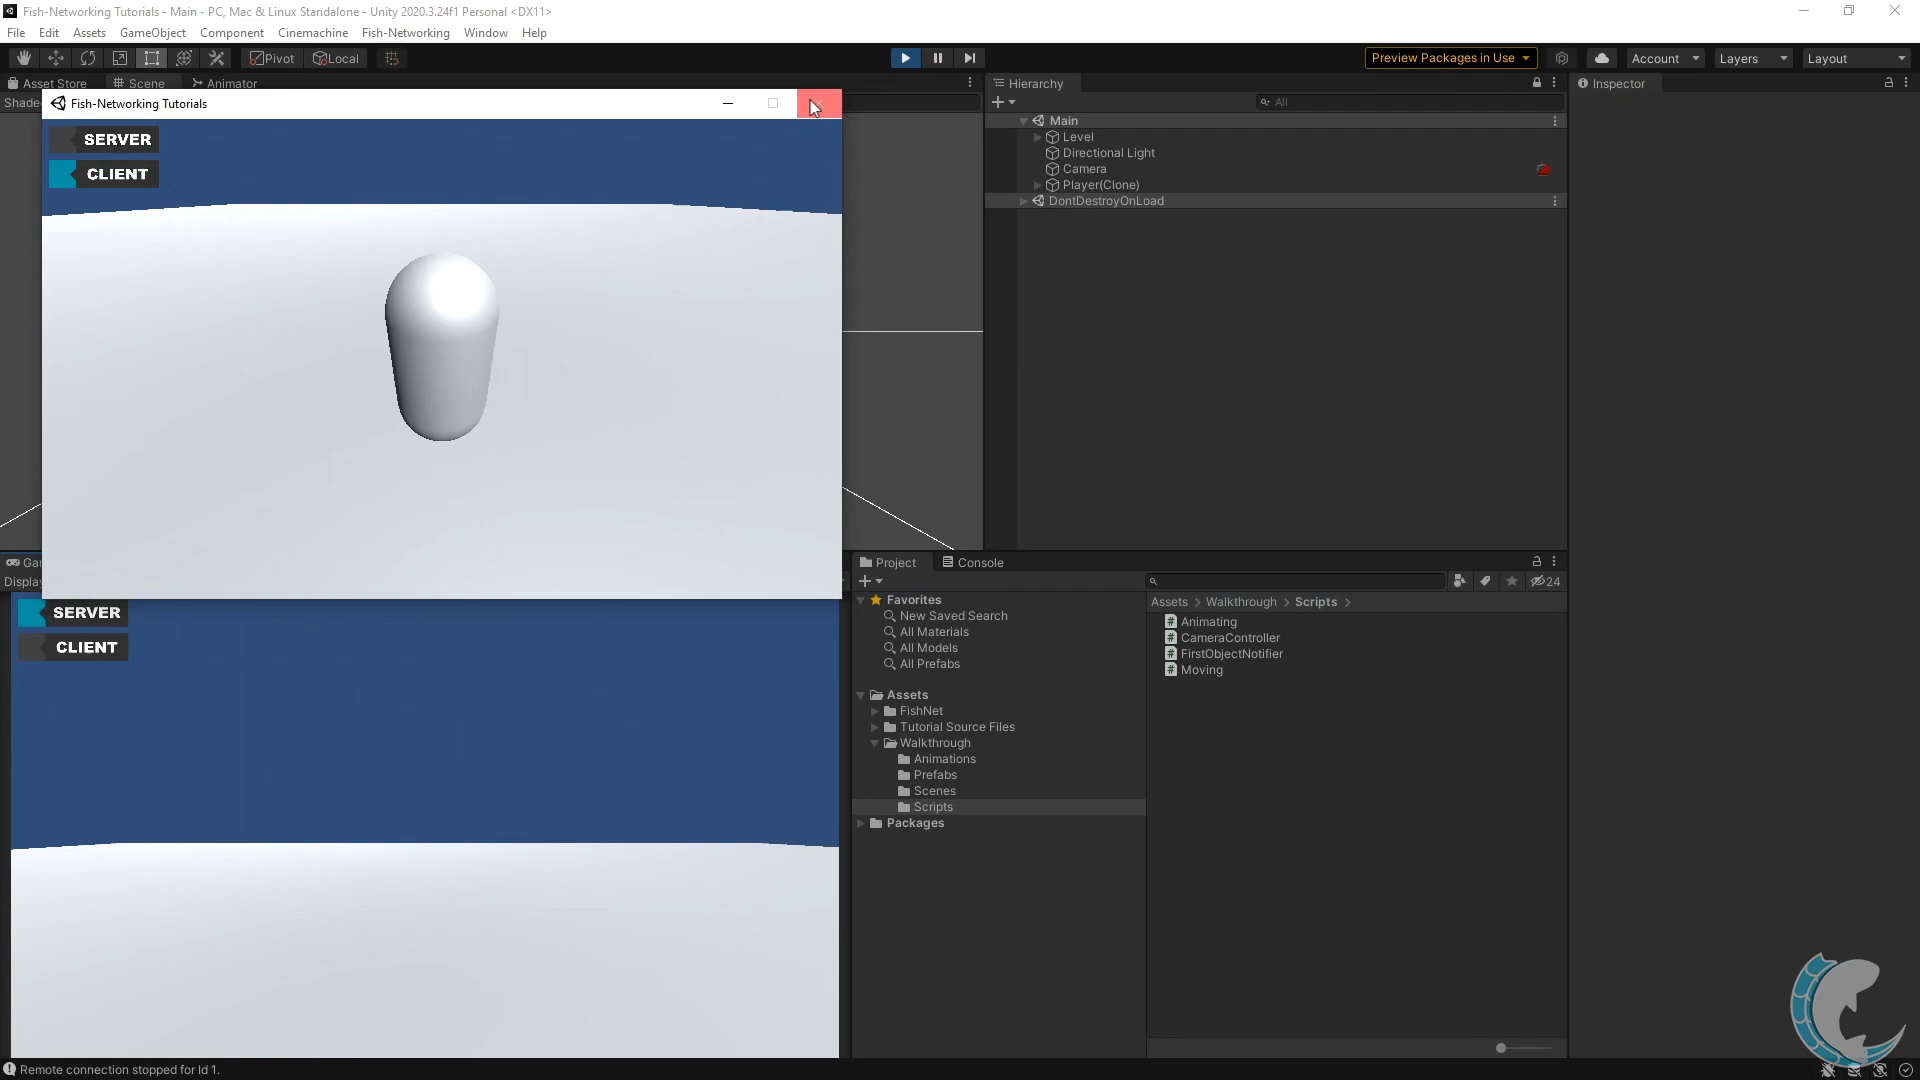 Fish-Networking Tutorials - Main - PC, Mac & Linux Standalone - Unity 2020.3.24f1 Personal <DX11>
File Edit Assets GameObject Component Cinemachine Fish-Networking Window Help
Pivot Local Preview Packages in Use Account Layers Layout
Asset Store Scene Animator
Shade
Fish-Networking Tutorials
SERVER
CLIENT
Hierarchy
All
Main
Level
Directional Light
Camera
Player(Clone)
DontDestroyOnLoad
Inspector
Gar
Display
SERVER
CLIENT
Project Console
24
Favorites
New Saved Search
All Materials
All Models
All Prefabs
Assets
FishNet
Tutorial Source Files
Walkthrough
Animations
Prefabs
Scenes
Scripts
Packages
Assets > Walkthrough > Scripts >
Animating
CameraController
FirstObjectNotifier
Moving
Remote connection stopped for Id 1.